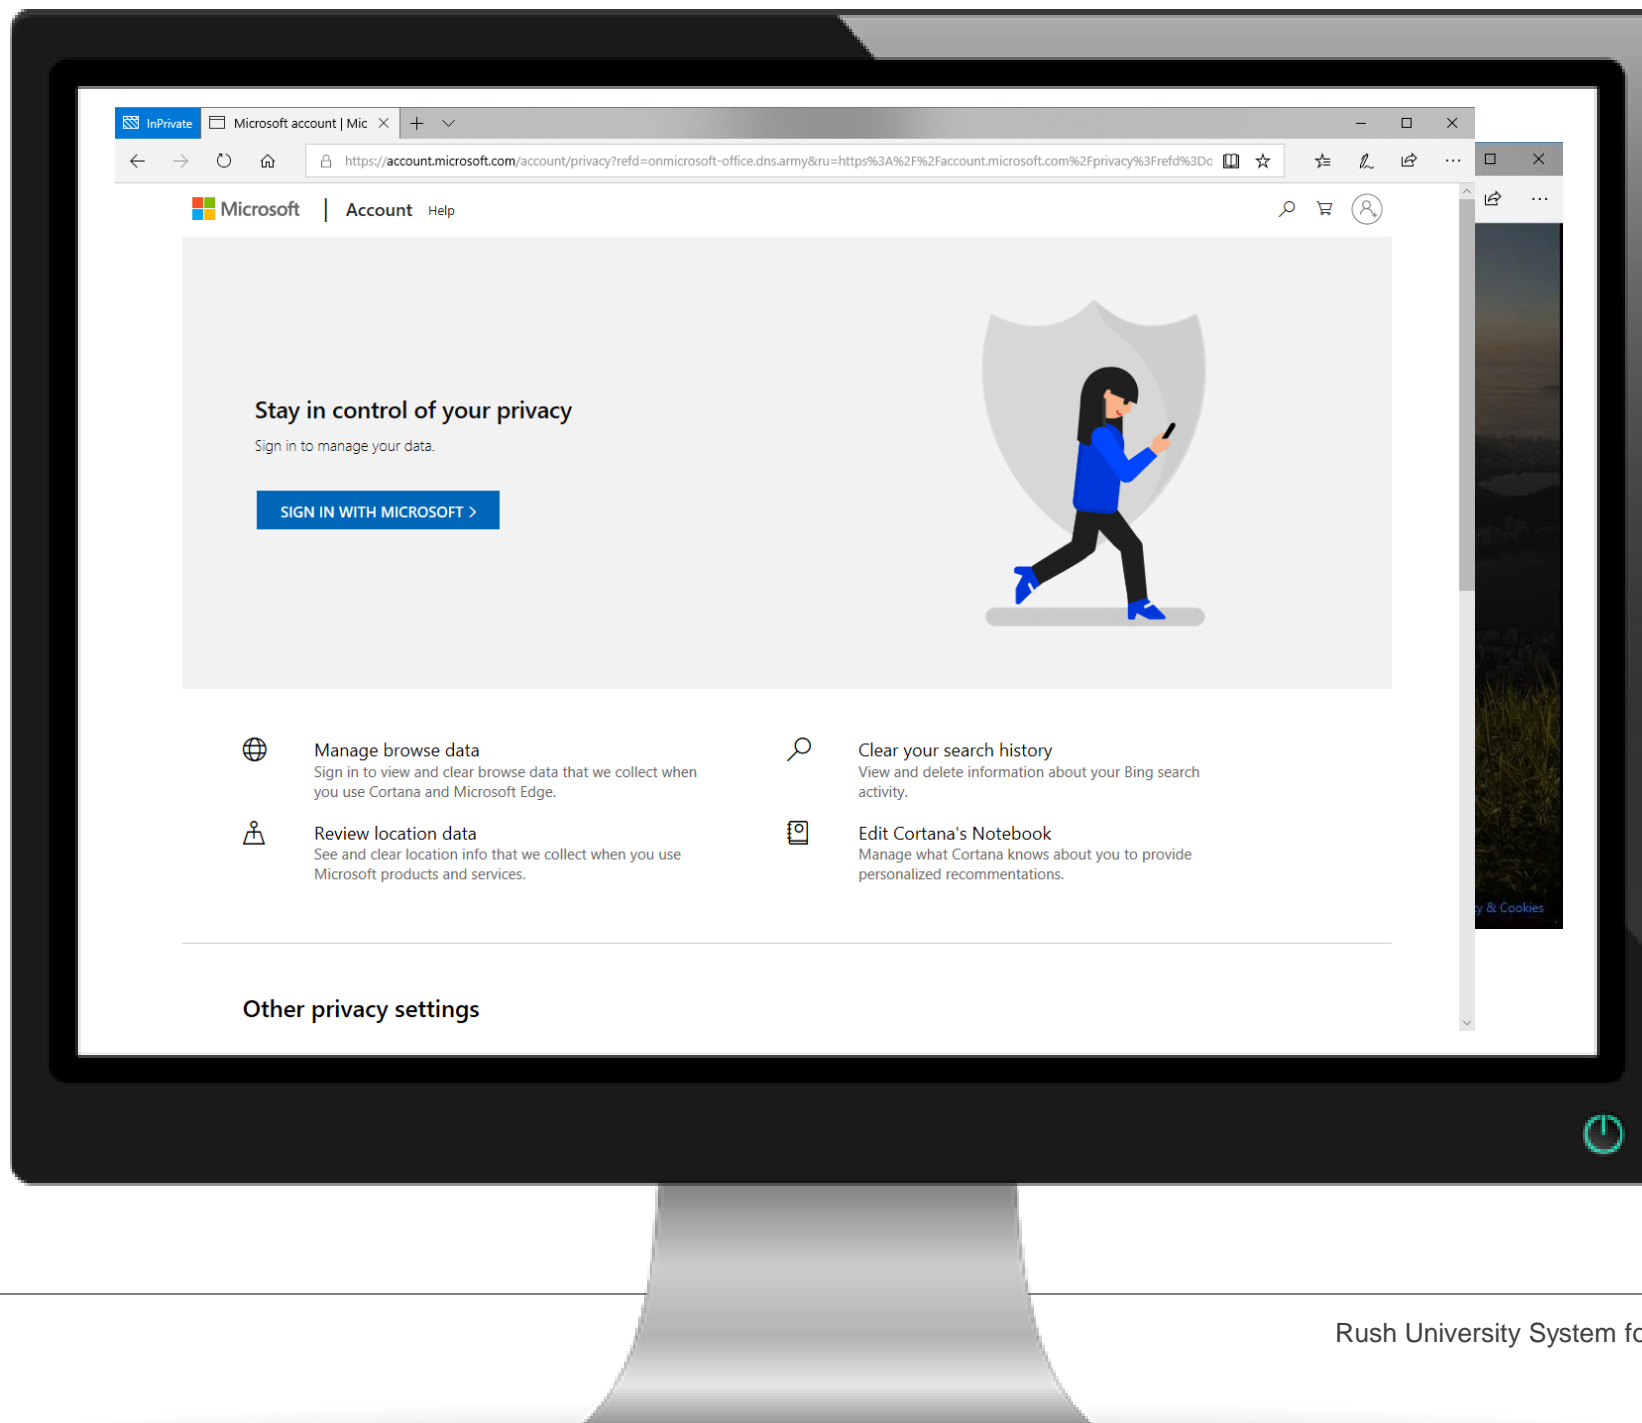 InPrivate Microsoft account | Mic
https://account.microsoft.com/account/privacy?refd=onmicrosoft-office.dns.army&ru=https%3A%2F%2Faccount.microsoft.com%2Fprivacy%3Frefd%3Dc
Microsoft | Account Help
Stay in control of your privacy
Sign in to manage your data.
SIGN IN WITH MICROSOFT >
Manage browse data
Sign in to view and clear browse data that we collect when
you use Cortana and Microsoft Edge.
Clear your search history
View and delete information about your Bing search
activity.
Review location data
See and clear location info that we collect when you use
Microsoft products and services.
Edit Cortana's Notebook
Manage what Cortana knows about you to provide
personalized recommentations.
y & Cookies
Other privacy settings
Rush University System fo